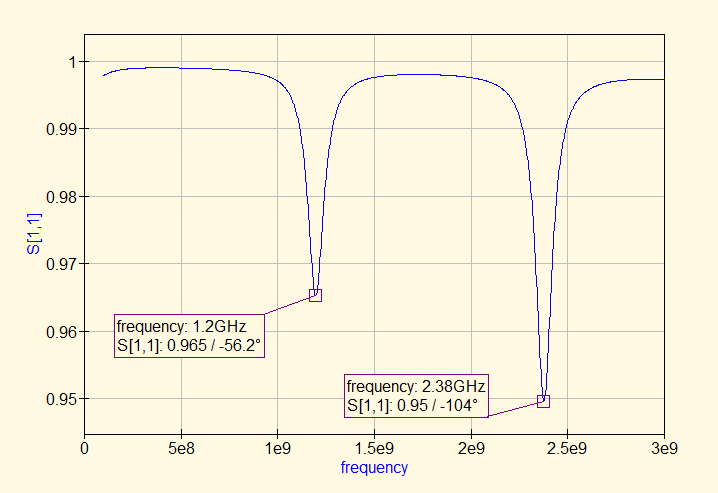 1
0.99
0.98
0.97
0.96
0.95
S[1,1]
frequency: 1.2GHz
S[1,1]: 0.965 / -56.2°
frequency: 2.38GHz
S[1,1]: 0.95 / -104°
0
5e8
1e9
1.5e9
2e9
2.5e9
3e9
frequency